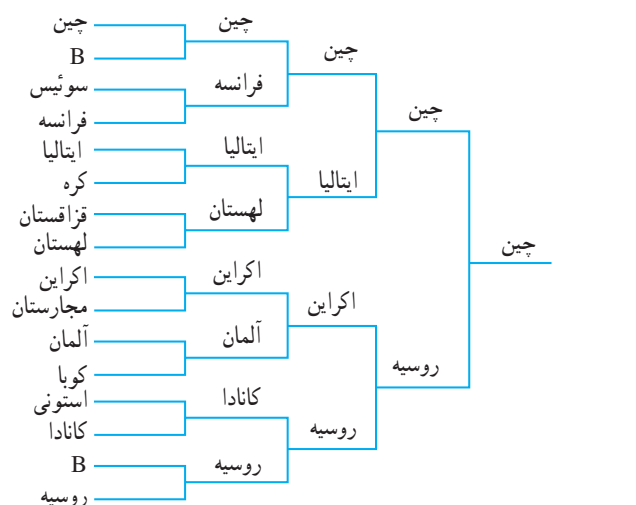 چین
B
سوئیس
فرانسه
ایتالیا
کره
قزاقستان
لهستان
اکراین
مجارستان
آلمان
کوبا
استونی
کانادا
B
روسیه
چین
فرانسه
ایتالیا
لهستان
اکراین
آلمان
کانادا
روسیه
چین
ایتالیا
اکراین
روسیه
چین
روسیه
چین